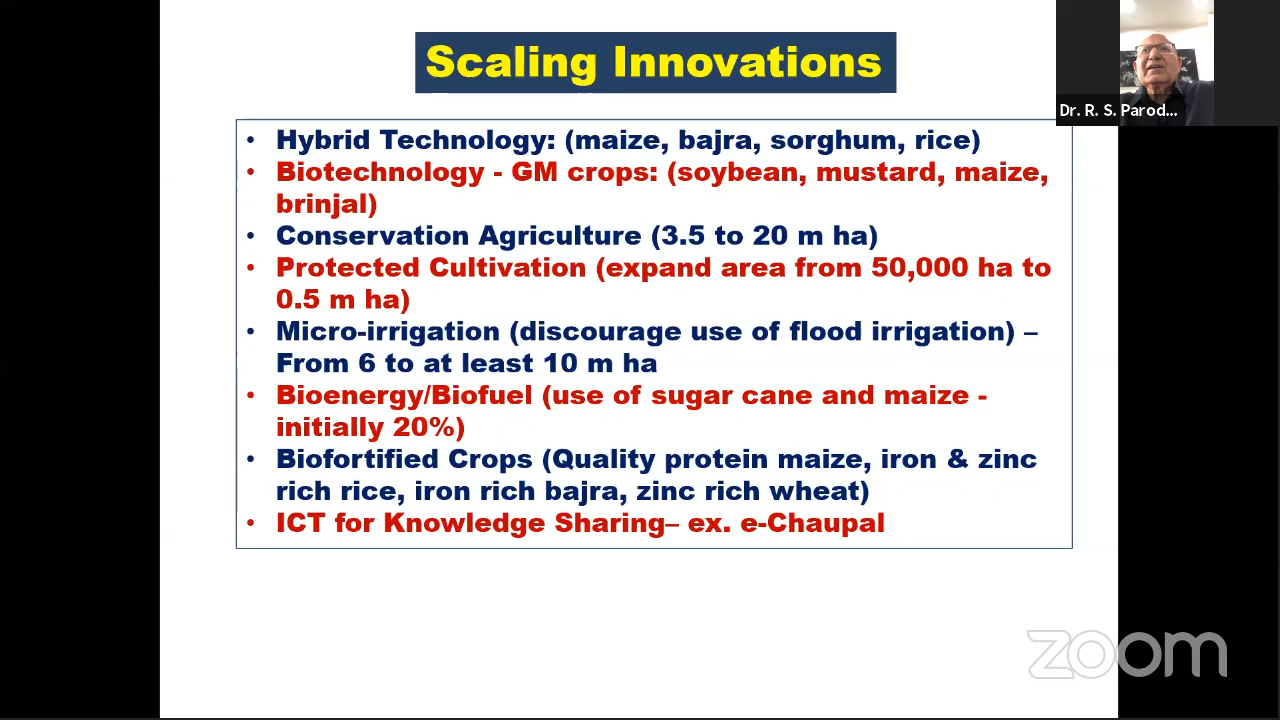 Scaling Innovations
Dr. R. S. Parod...
• Hybrid Technology: (maize, bajra, sorghum, rice)
• Biotechnology - GM crops: (soybean, mustard, maize,
brinjal)
• Conservation Agriculture (3.5 to 20 m ha)
• Protected Cultivation (expand area from 50,000 ha to
0.5 m ha)
• Micro-irrigation (discourage use of flood irrigation) –
From 6 to at least 10 m ha
• Bioenergy/Biofuel (use of sugar cane and maize -
initially 20%)
• Biofortified Crops (Quality protein maize, iron & zinc
rich rice, iron rich bajra, zinc rich wheat)
• ICT for Knowledge Sharing– ex. e-Chaupal
zoom